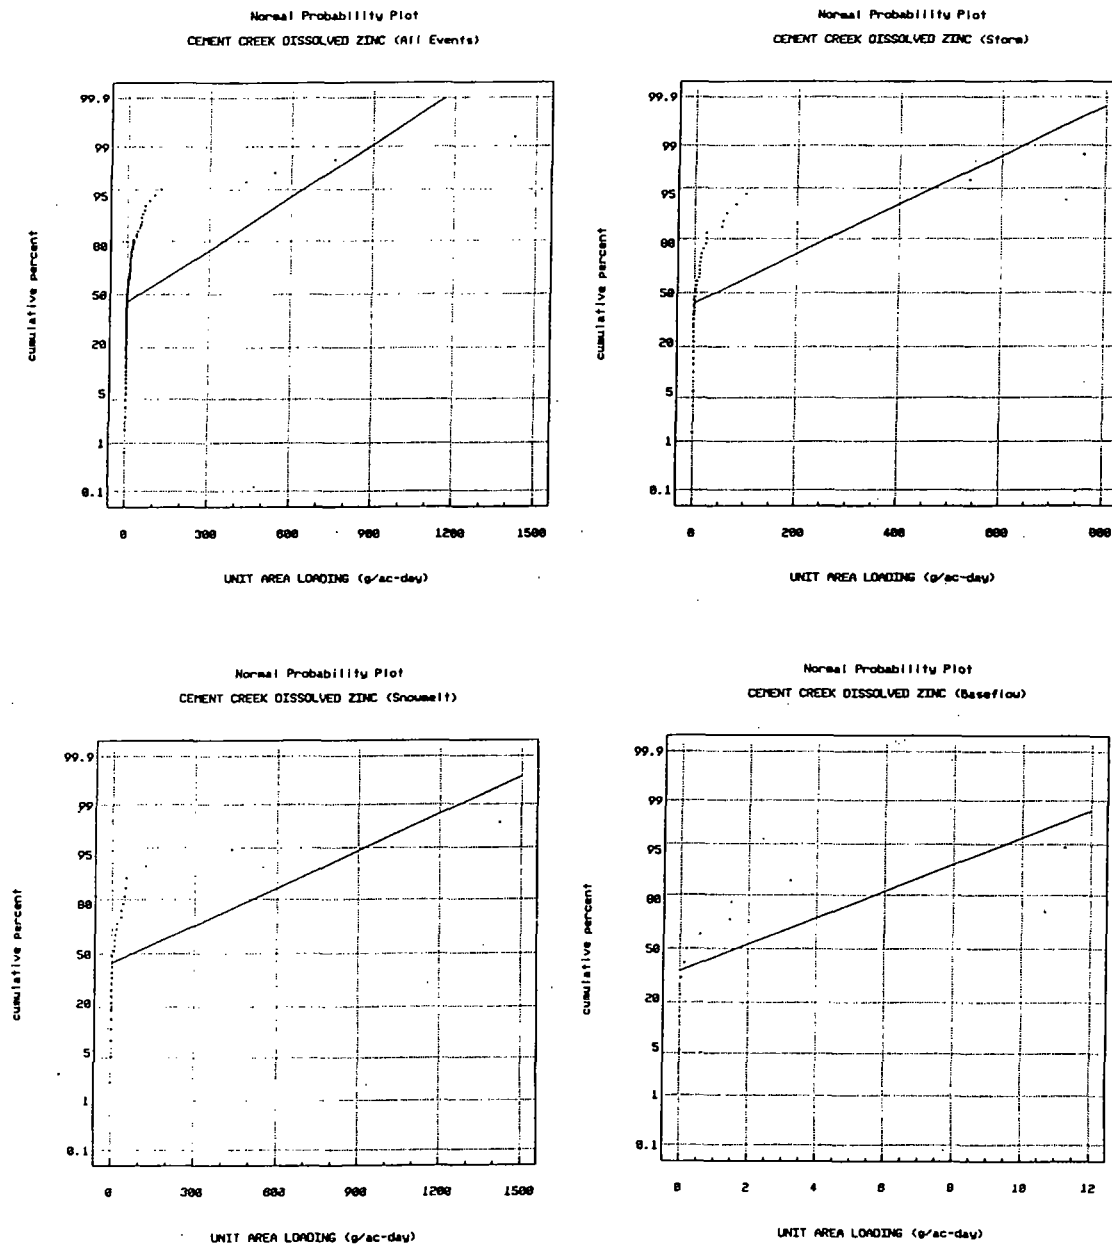 Normal Probability Plot
CEMENT CREEK DISSOLVED ZINC (All Events)
99.9
99
95
80
50
20
5
1
0.1
cumulative percent
0 300 600 900 1200 1500
UNIT AREA LOADING (g/ac-day)
Normal Probability Plot
CEMENT CREEK DISSOLVED ZINC (Storm)
99.9
99
95
80
50
20
5
1
0.1
cumulative percent
0 200 400 600 800
UNIT AREA LOADING (g/ac-day)
Normal Probability Plot
CEMENT CREEK DISSOLVED ZINC (Snowmelt)
99.9
99
95
80
50
20
5
1
0.1
cumulative percent
0 300 600 900 1200 1500
UNIT AREA LOADING (g/ac-day)
Normal Probability Plot
CEMENT CREEK DISSOLVED ZINC (Baseflow)
99.9
99
95
80
50
20
5
1
0.1
cumulative percent
0 2 4 6 8 10 12
UNIT AREA LOADING (g/ac-day)